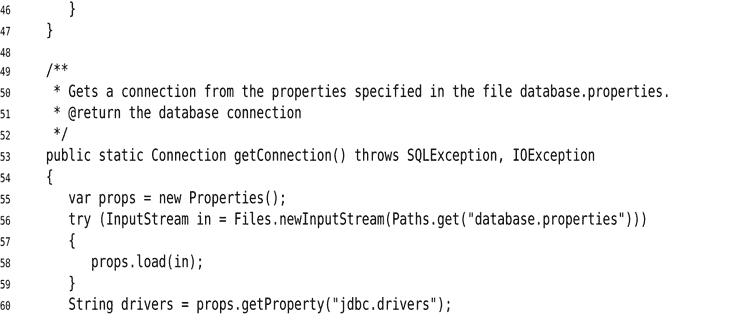 46         }
47      }
48
49      /**
50       * Gets a connection from the properties specified in the file database.properties.
51       * @return the database connection
52       */
53      public static Connection getConnection() throws SQLException, IOException
54      {
55         var props = new Properties();
56         try (InputStream in = Files.newInputStream(Paths.get("database.properties")))
57         {
58            props.load(in);
59         }
60         String drivers = props.getProperty("jdbc.drivers");